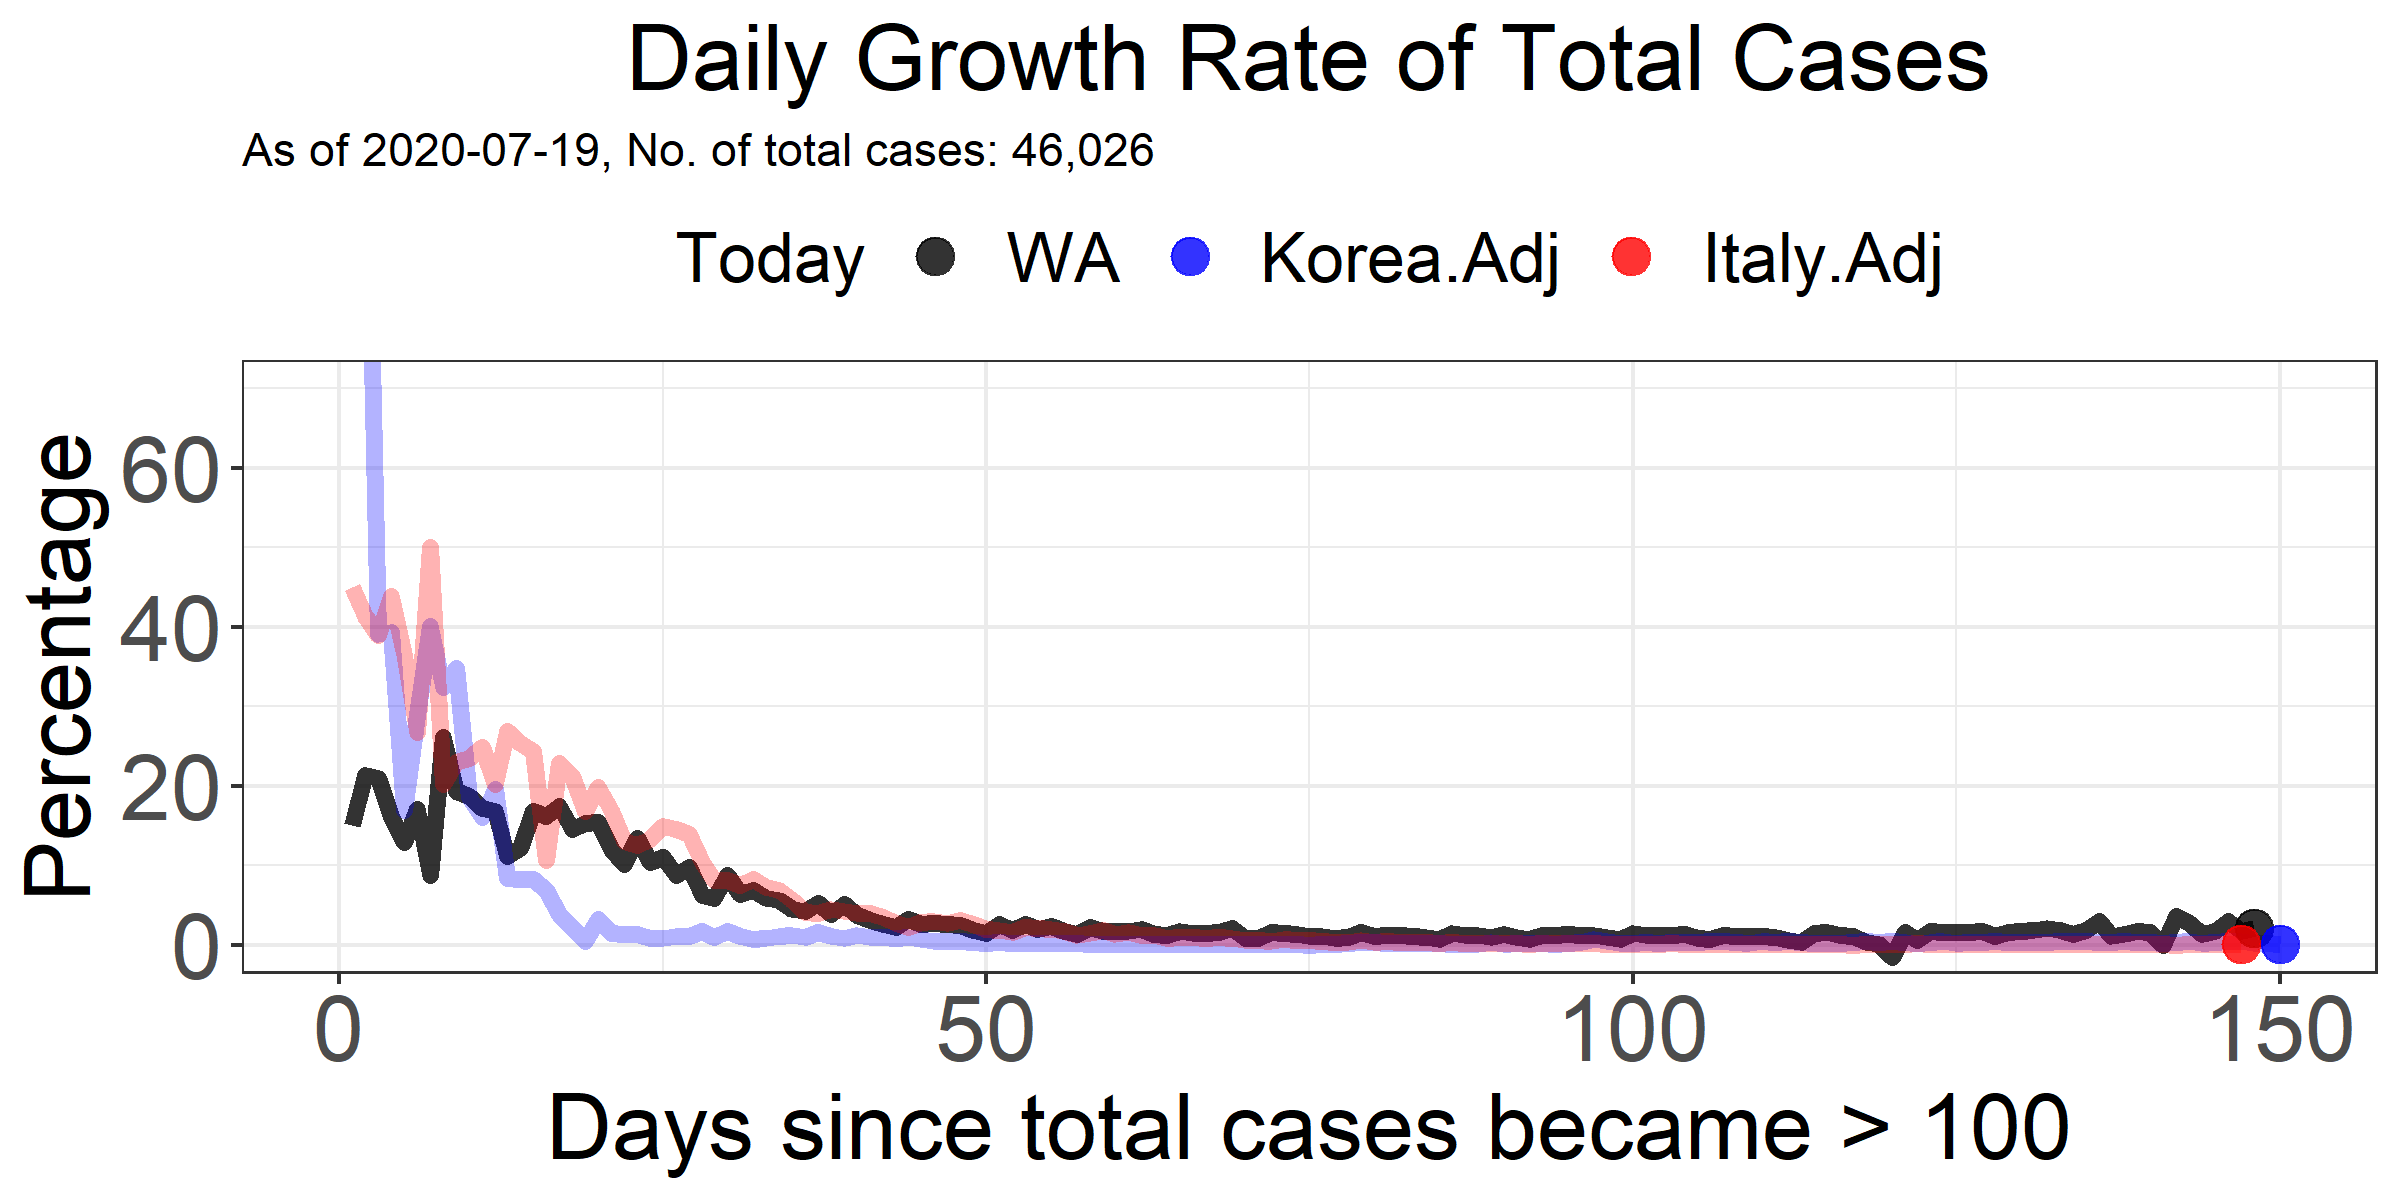 Daily Growth Rate of Total Cases
As of 2020-07-19, No. of total cases: 46,026
Today WA Korea.Adj Italy.Adj
Percentage
60
40
20
0
0 50 100 150
Days since total cases became > 100